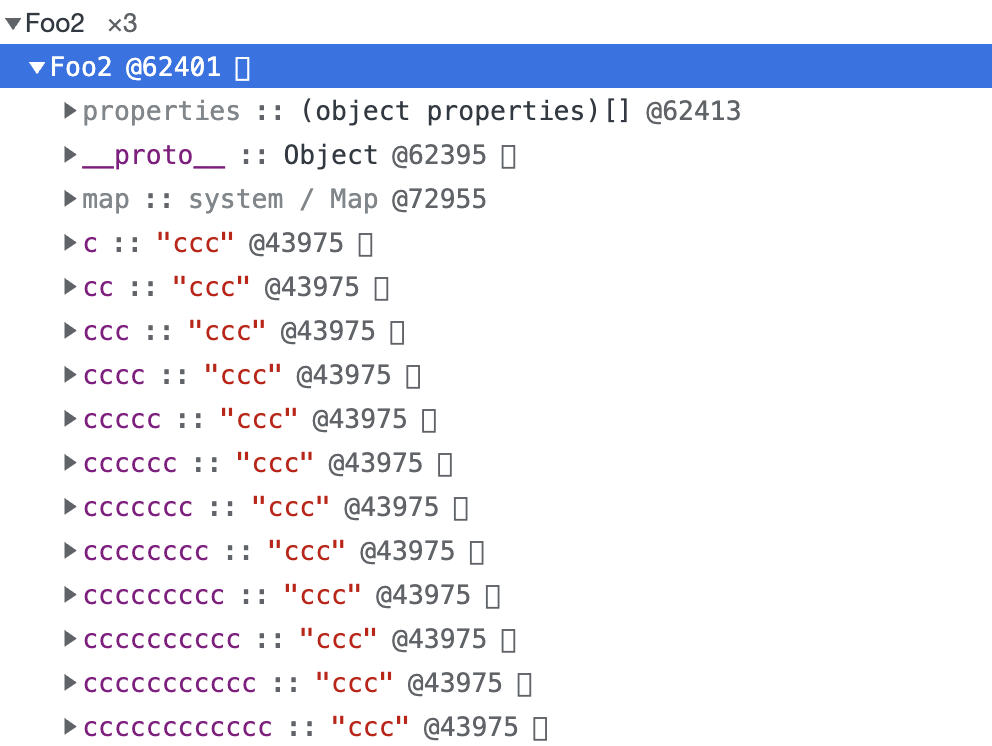 Foo2 ×3
Foo2 @62401
properties :: (object properties)[] @62413
__proto__ :: Object @62395
map :: system / Map @72955
c :: "ccc" @43975
cc :: "ccc" @43975
ccc :: "ccc" @43975
cccc :: "ccc" @43975
ccccc :: "ccc" @43975
cccccc :: "ccc" @43975
ccccccc :: "ccc" @43975
cccccccc :: "ccc" @43975
ccccccccc :: "ccc" @43975
cccccccccc :: "ccc" @43975
ccccccccccc :: "ccc" @43975
cccccccccccc :: "ccc" @43975